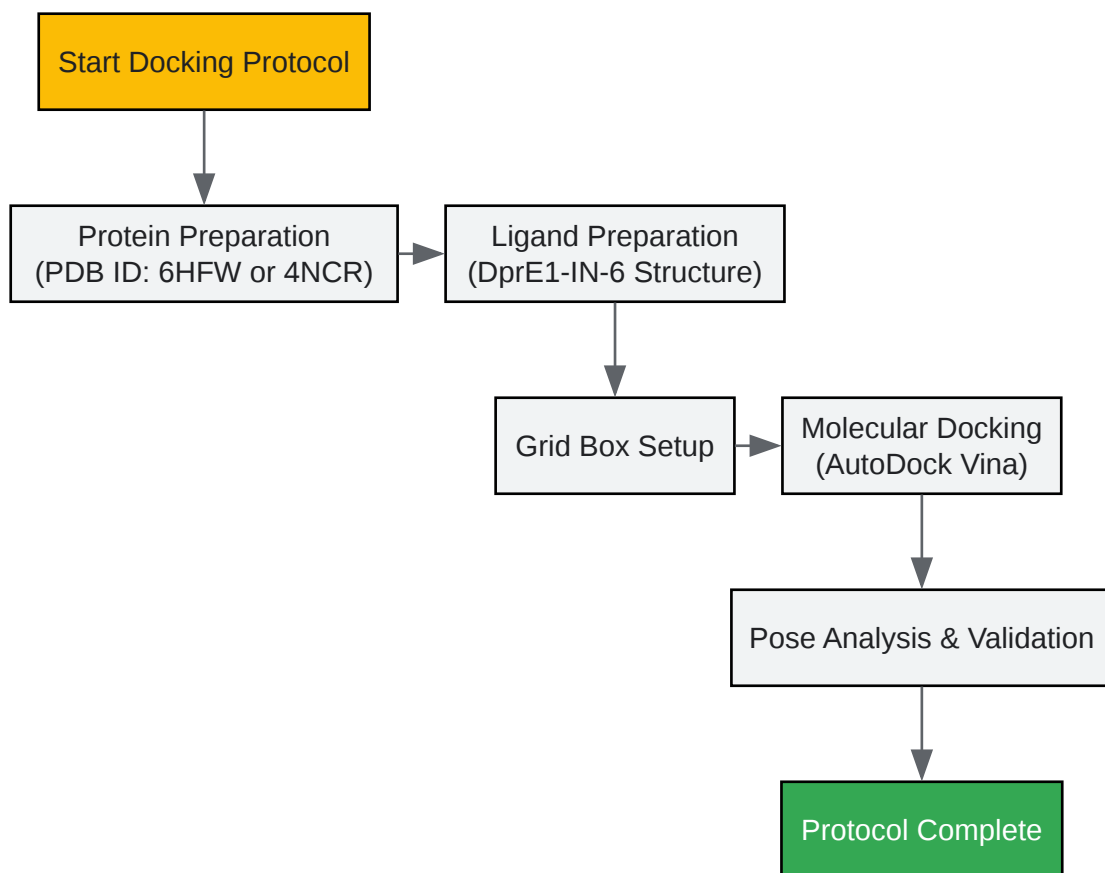 Start Docking Protocol
Protein Preparation
(PDB ID: 6HFW or 4NCR)
Ligand Preparation
(DprE1-IN-6 Structure)
Grid Box Setup
Molecular Docking
(AutoDock Vina)
Pose Analysis & Validation
Protocol Complete